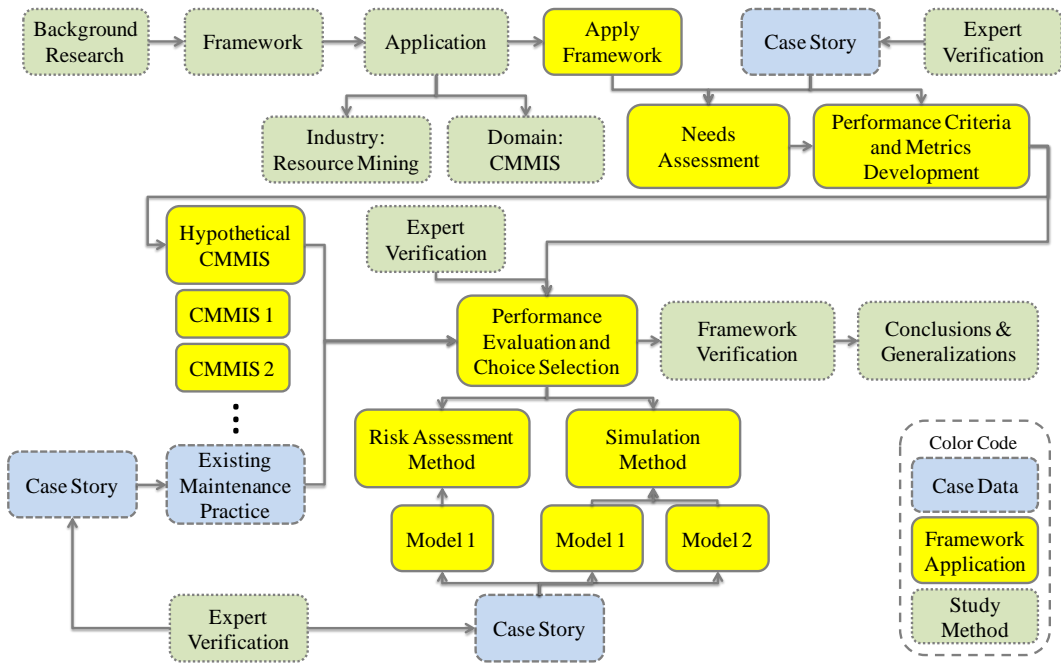 Background
Research
Framework
Application
Apply
Framework
Case Story
Expert
Verification
Industry:
Resource Mining
Domain:
CMMIS
Needs
Assessment
Performance Criteria
and Metrics
Development
Hypothetical
CMMIS
Expert
Verification
CMMIS 1
CMMIS 2
Performance
Evaluation and
Choice Selection
Framework
Verification
Conclusions &
Generalizations
Risk Assessment
Method
Simulation
Method
Case Story
Existing
Maintenance
Practice
Model 1
Model 1
Model 2
Expert
Verification
Case Story
Color Code
Case Data
Framework
Application
Study
Method